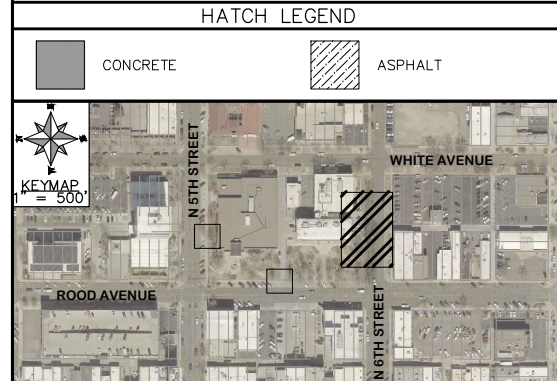 HATCH LEGEND
CONCRETE
ASPHALT
KEYMAP
1" = 500'
N 5TH STREET
WHITE AVENUE
ROOD AVENUE
N 6TH STREET